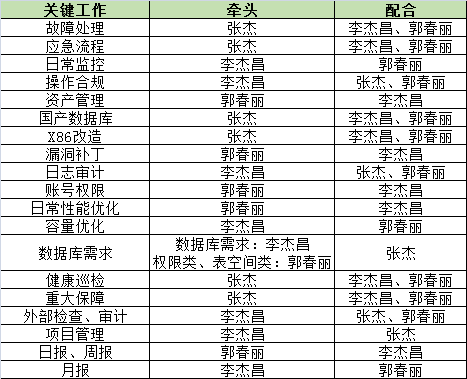 关键工作 牵头 配合
故障处理 张杰 李杰昌、郭春丽
应急流程 张杰 李杰昌、郭春丽
日常监控 李杰昌 郭春丽
操作合规 李杰昌 张杰、郭春丽
资产管理 郭春丽 李杰昌
国产数据库 张杰 李杰昌、郭春丽
X86改造 张杰 李杰昌、郭春丽
漏洞补丁 郭春丽 李杰昌
日志审计 李杰昌 张杰、郭春丽
账号权限 郭春丽 李杰昌
日常性能优化 郭春丽 李杰昌
容量优化 李杰昌 郭春丽
数据库需求 数据库需求：李杰昌 张杰
权限类、表空间类：郭春丽
健康巡检 张杰 李杰昌、郭春丽
重大保障 张杰 李杰昌、郭春丽
外部检查、审计 李杰昌 张杰、郭春丽
项目管理 李杰昌 张杰
日报、周报 郭春丽 李杰昌
月报 李杰昌 郭春丽